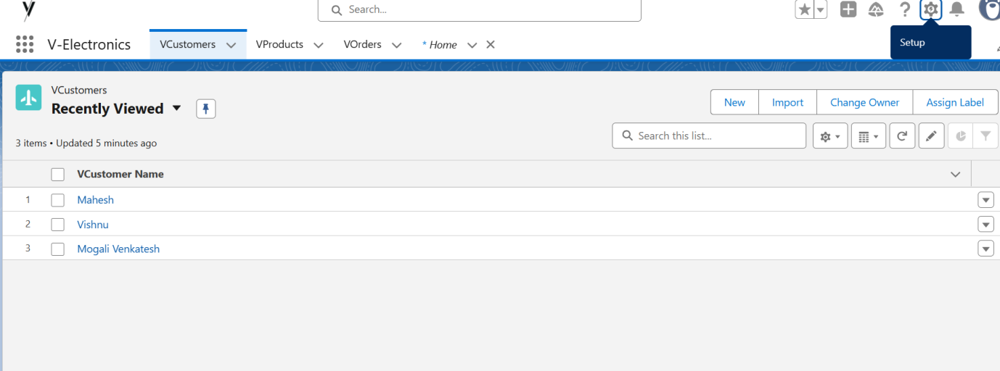 Search...
V-Electronics VCustomers VProducts VOrders * Home
Setup
VCustomers
Recently Viewed
New Import Change Owner Assign Label
3 items • Updated 5 minutes ago
Search this list...
VCustomer Name
1 Mahesh
2 Vishnu
3 Mogali Venkatesh